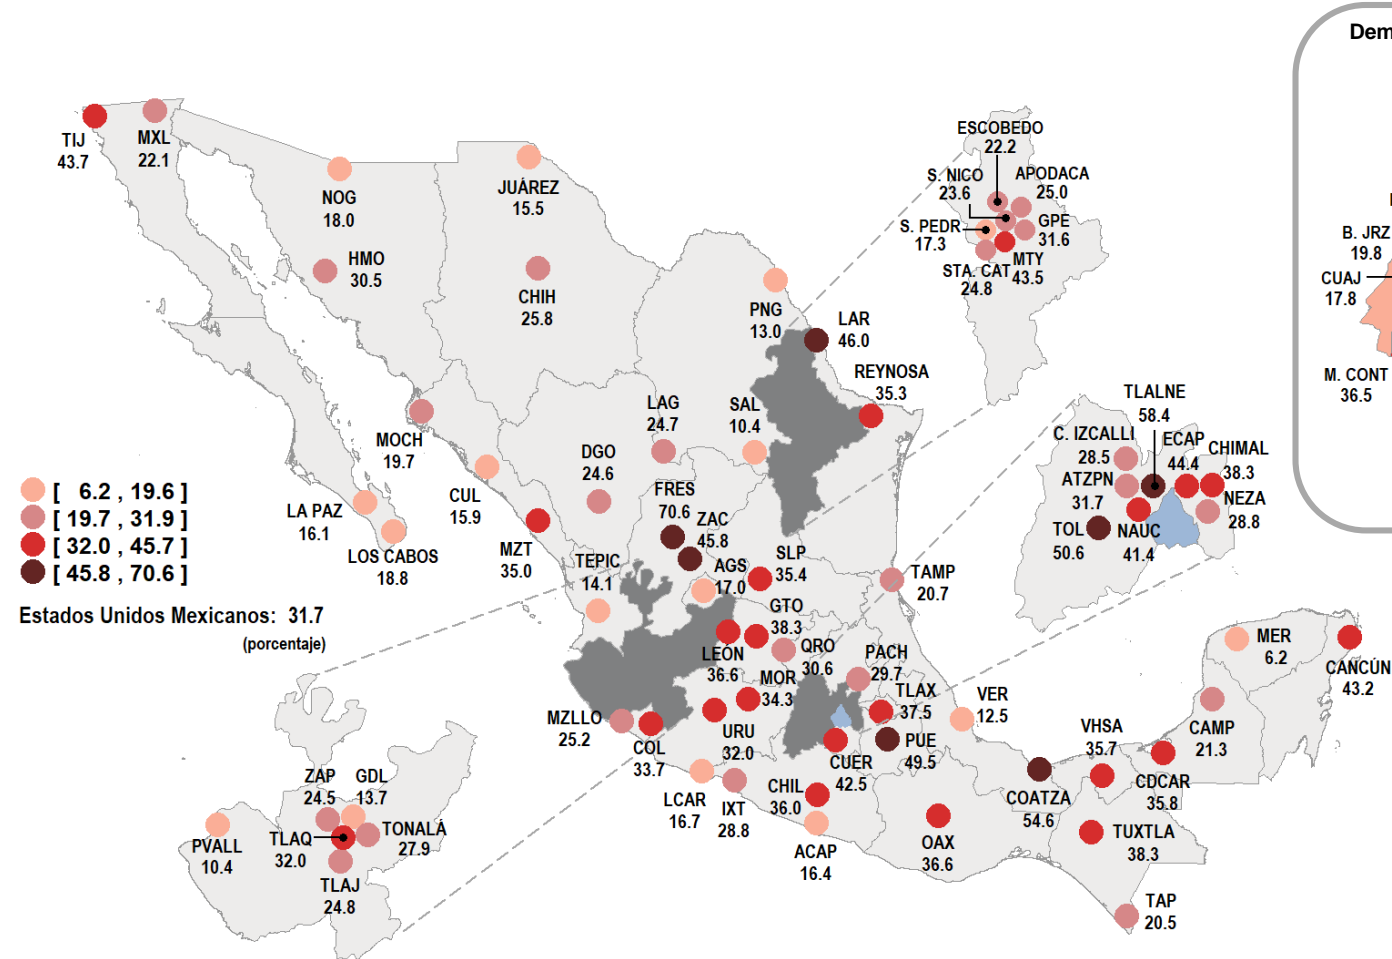 Dem
ESCOBEDO
22.2
S. NICO
23.6
APODACA
25.0
S. PEDR
17.3
GPE
31.6
STA. CAT
24.8
MTY
43.5
TIJ
43.7
MXL
22.1
NOG
18.0
JUÁREZ
15.5
HMO
30.5
CHIH
25.8
PNG
13.0
LAR
46.0
REYNOSA
35.3
B. JRZ
19.8
CUAJ
17.8
M. CONT
36.5
MOCH
19.7
LAG
24.7
SAL
10.4
DGO
24.6
CUL
15.9
FRES
70.6
ZAC
45.8
LA PAZ
16.1
LOS CABOS
18.8
MZT
35.0
TEPIC
14.1
AGS
17.0
SLP
35.4
TAMP
20.7
TLALNE
58.4
C. IZCALLI
28.5
ECAP
44.4
CHIMAL
38.3
ATZPN
31.7
NEZA
28.8
TOL
50.6
NAUC
41.4
[ 6.2 , 19.6 ]
[ 19.7 , 31.9 ]
[ 32.0 , 45.7 ]
[ 45.8 , 70.6 ]
Estados Unidos Mexicanos: 31.7
(porcentaje)
GTO
38.3
LEÓN
36.6
QRO
30.6
PACH
29.7
MOR
34.3
TLAX
37.5
MZLLO
25.2
COL
33.7
URU
32.0
CUER
42.5
PUE
49.5
VER
12.5
LCAR
16.7
IXT
28.8
CHIL
36.0
ACAP
16.4
OAX
36.6
COATZA
54.6
VHSA
35.7
CDCAR
35.8
TUXTLA
38.3
TAP
20.5
CAMP
21.3
MER
6.2
CANCÚN
43.2
ZAP
24.5
GDL
13.7
PVALL
10.4
TLAQ
32.0
TONALÁ
27.9
TLAJ
24.8